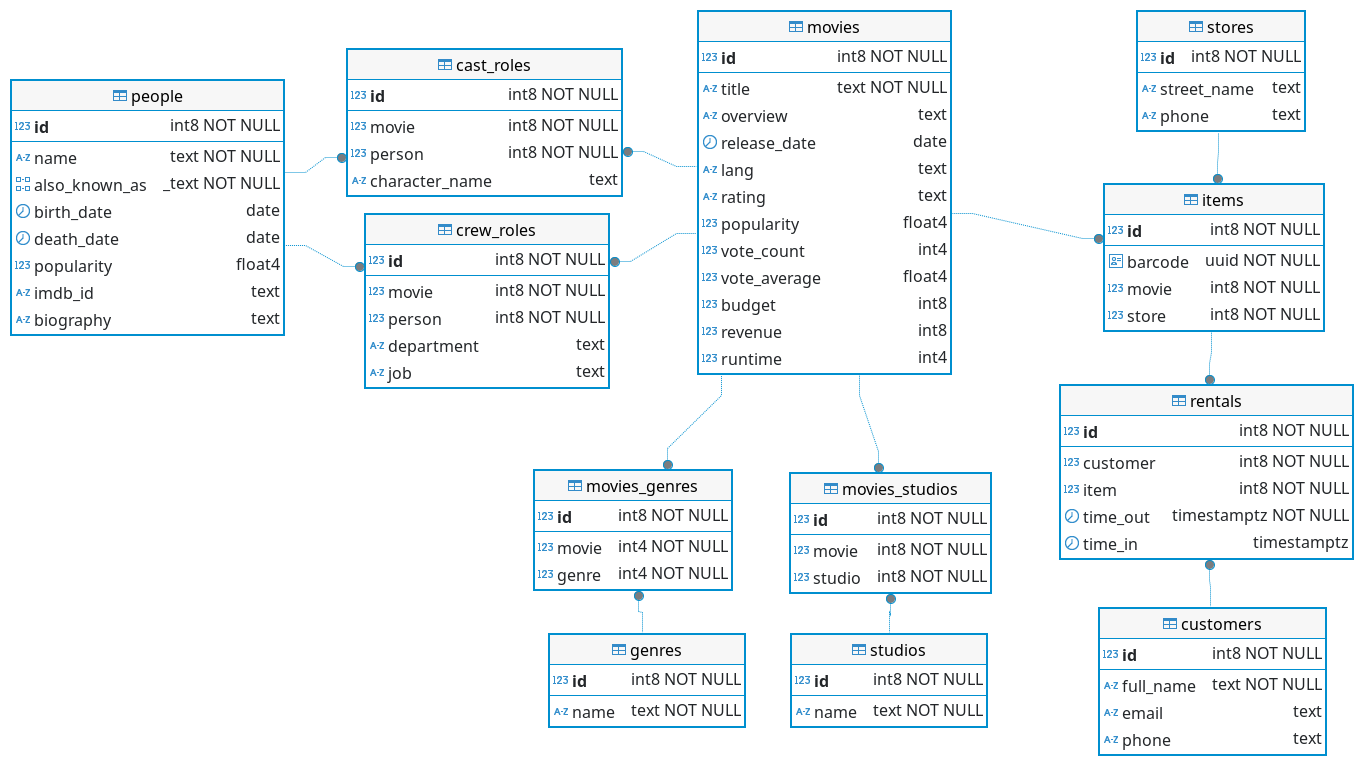 people
123 id int8 NOT NULL
A-Z name text NOT NULL
also_known_as _text NOT NULL
birth_date date
death_date date
123 popularity float4
A-Z imdb_id text
A-Z biography text
cast_roles
123 id int8 NOT NULL
123 movie int8 NOT NULL
123 person int8 NOT NULL
A-Z character_name text
crew_roles
123 id int8 NOT NULL
123 movie int8 NOT NULL
123 person int8 NOT NULL
A-Z department text
A-Z job text
movies
123 id int8 NOT NULL
A-Z title text NOT NULL
A-Z overview text
release_date date
A-Z lang text
A-Z rating text
123 popularity float4
123 vote_count int4
123 vote_average float4
123 budget int8
123 revenue int8
123 runtime int4
stores
123 id int8 NOT NULL
A-Z street_name text
A-Z phone text
items
123 id int8 NOT NULL
barcode uuid NOT NULL
123 movie int8 NOT NULL
123 store int8 NOT NULL
rentals
123 id int8 NOT NULL
123 customer int8 NOT NULL
123 item int8 NOT NULL
time_out timestamptz NOT NULL
time_in timestamptz
movies_genres
123 id int8 NOT NULL
123 movie int4 NOT NULL
123 genre int4 NOT NULL
movies_studios
123 id int8 NOT NULL
123 movie int8 NOT NULL
123 studio int8 NOT NULL
genres
123 id int8 NOT NULL
A-Z name text NOT NULL
studios
123 id int8 NOT NULL
A-Z name text NOT NULL
customers
123 id int8 NOT NULL
A-Z full_name text NOT NULL
A-Z email text
A-Z phone text